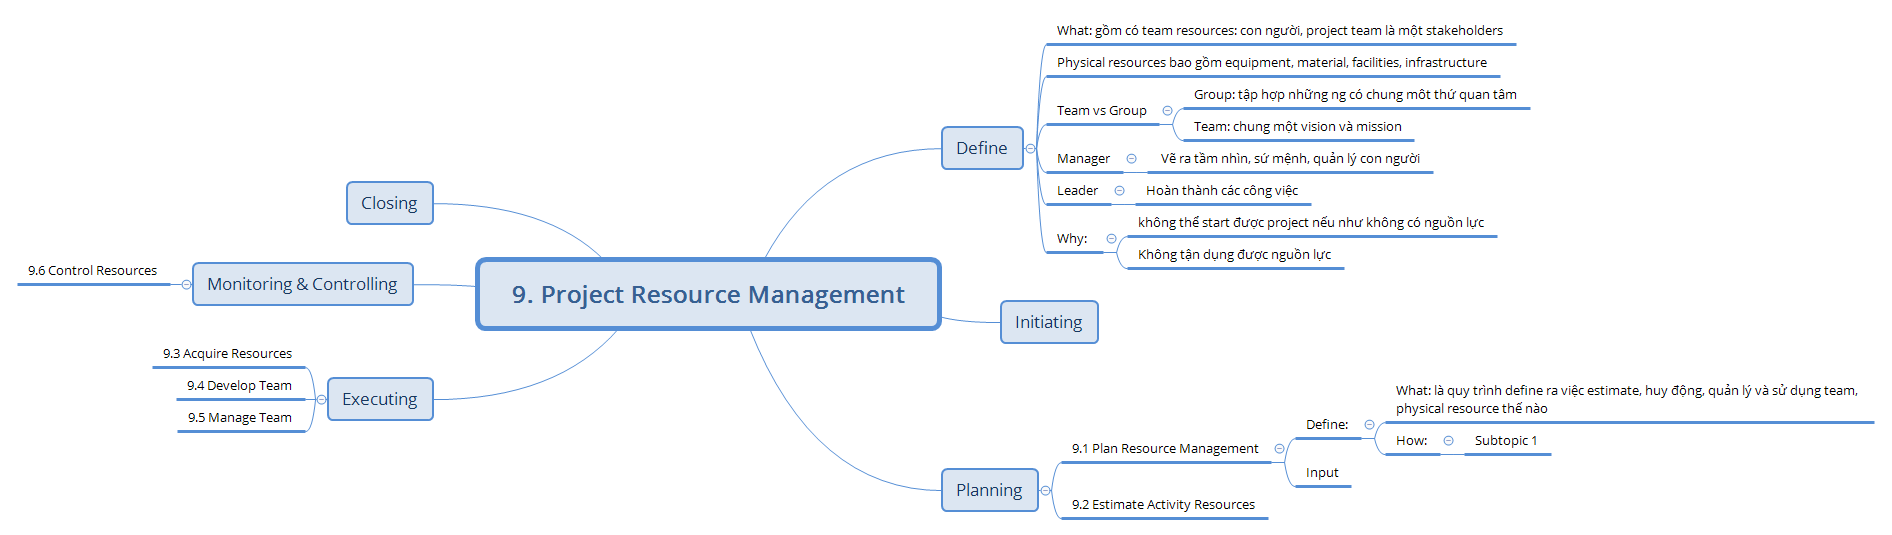 9. Project Resource Management
Define
What: gồm có team resources: con người, project team là một stakeholders
Physical resources bao gồm equipment, material, facilities, infrastructure
Team vs Group
Group: tập hợp những ng có chung môt thứ quan tâm
Team: chung một vision và mission
Manager
Vẽ ra tầm nhìn, sứ mệnh, quản lý con người
Leader
Hoàn thành các công việc
Why:
không thể start được project nếu như không có nguồn lực
Không tận dụng được nguồn lực
Initiating
Planning
9.1 Plan Resource Management
Define:
What: là quy trình define ra việc estimate, huy động, quản lý và sử dụng team,
physical resource thế nào
How:
Subtopic 1
Input
9.2 Estimate Activity Resources
Executing
9.3 Acquire Resources
9.4 Develop Team
9.5 Manage Team
Monitoring & Controlling
9.6 Control Resources
Closing